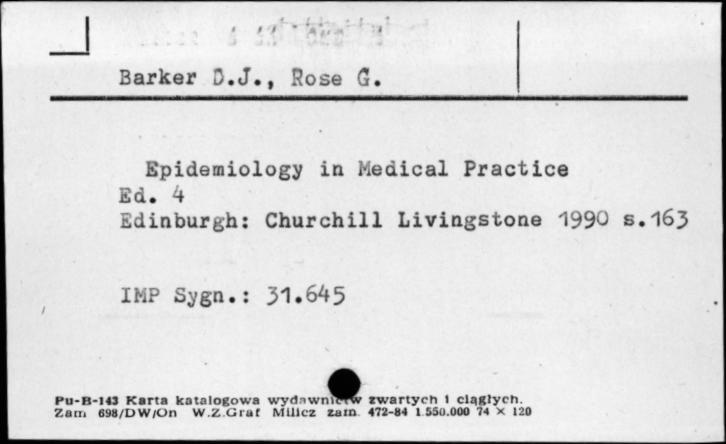 Barker D.J., Rose G.
Epidemiology in Medical Practice
Ed. 4
Edinburgh: Churchill Livingstone 1990 s.163
IMP Sygn.: 31.645
Pu-B-143 Karta katalogowa wydawnictw zwartych i ciągłych.
Zam 698/DW/On W.Z.Graf Milicz zam. 472-84 1.550.000 74 × 120